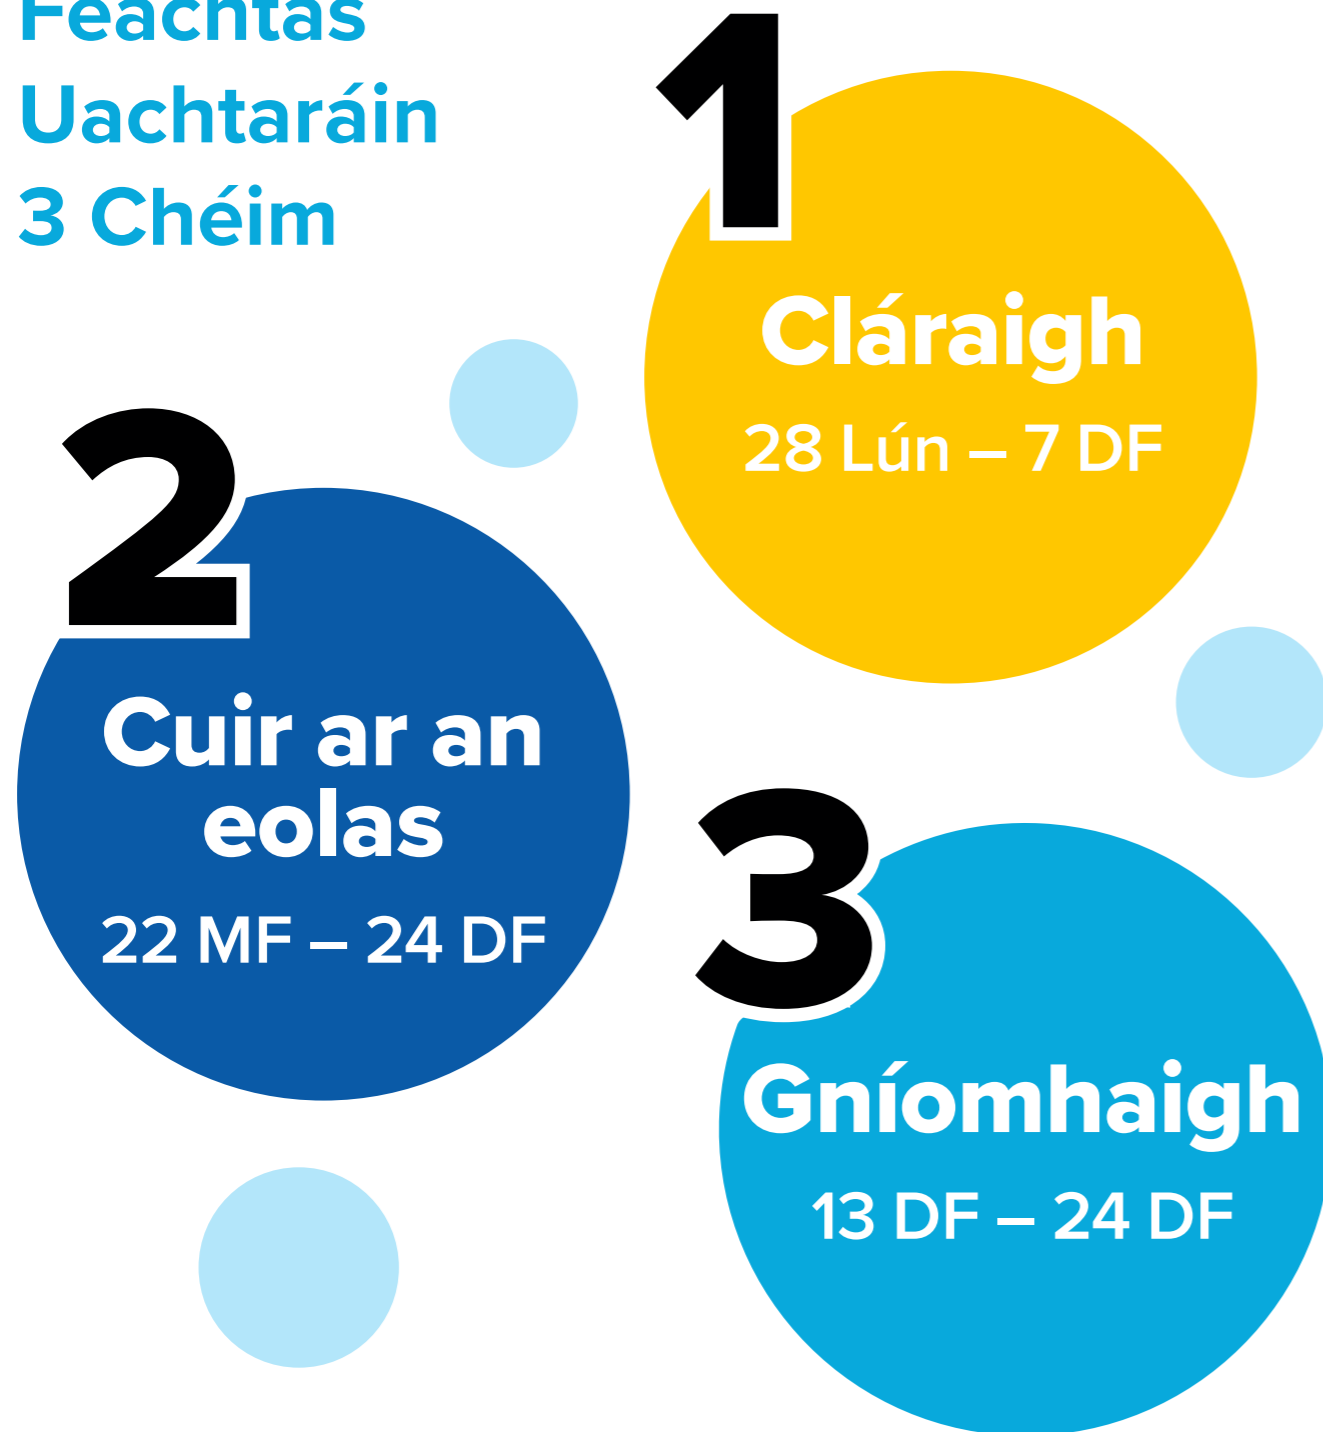 Feachtas
Uachtaráin
3 Chéim
1
Cláraigh
28 Lún – 7 DF
2
Cuir ar an
eolas
22 MF – 24 DF
3
Gníomhaigh
13 DF – 24 DF